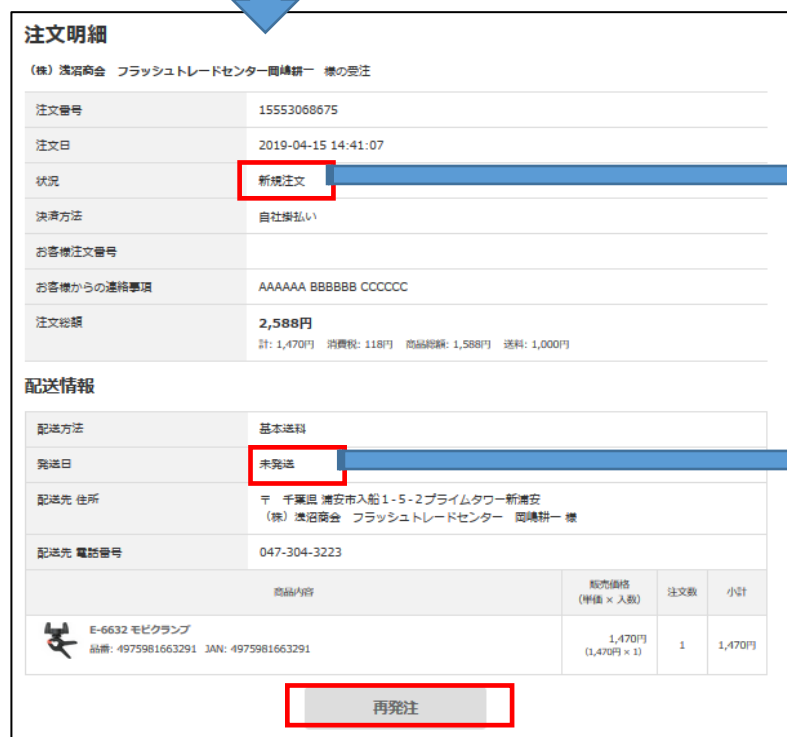 注文明細
（株）浅沼商会　フラッシュトレードセンター岡嶋耕一　様の受注
注文番号 15553068675
注文日 2019-04-15 14:41:07
状況 新規注文
決済方法 自社掛払い
お客様注文番号
お客様からの連絡事項 AAAAAA BBBBBB CCCCCC
注文総額 2,588円
計: 1,470円　消費税: 118円　商品総額: 1,588円　送料: 1,000円
配送情報
配送方法 基本送料
発送日 未発送
配送先 住所 〒　千葉県 浦安市入船1-5-2プライムタワー新浦安
（株）浅沼商会　フラッシュトレードセンター　岡嶋耕一 様
配送先 電話番号 047-304-3223
商品内容 販売価格 注文数 小計
（単価 × 入数）
E-6632 モビクランプ 1,470円 1 1,470円
品番: 4975981663291 JAN: 4975981663291 (1,470円 × 1)
再発注